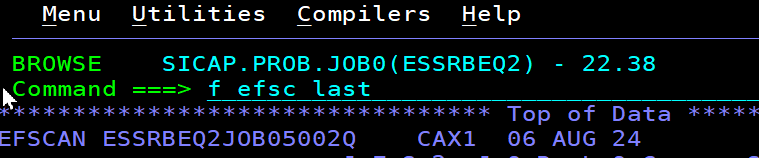 Menu Utilities Compilers Help
BROWSE SICAP.PROB.JOB0(ESSRBEQ2) - 22.38
Command ===> f efsc last
******************************** Top of Data *****
EFSCAN ESSRBEQ2JOB05002Q CAX1 06 AUG 24